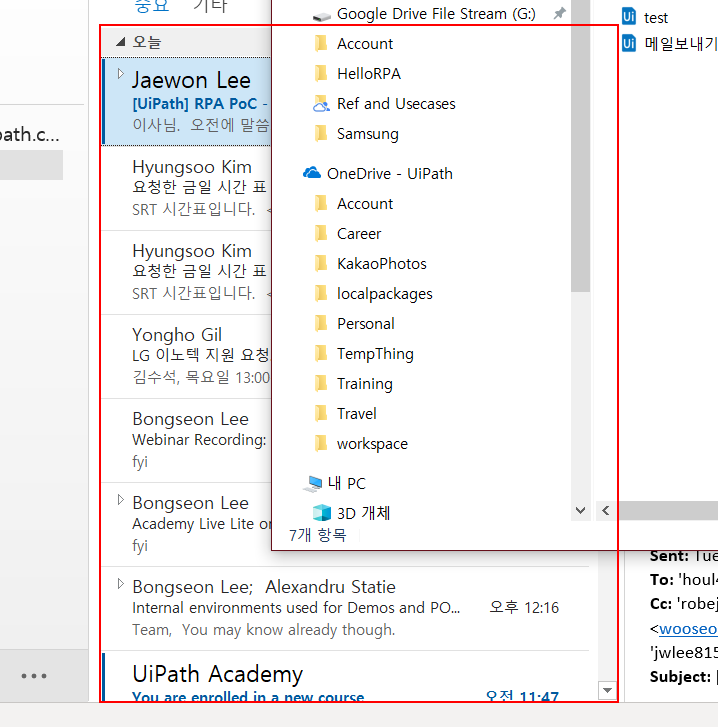 중요 기타
오늘
path.c...
Jaewon Lee
[UiPath] RPA PoC -
이사님. 오전에 말씀
Hyungsoo Kim
요청한 금일 시간 표
SRT 시간표입니다. <
Hyungsoo Kim
요청한 금일 시간 표
SRT 시간표입니다. <
Yongho Gil
LG 이노텍 지원 요청
김수석, 목요일 13:00
Bongseon Lee
Webinar Recording:
fyi
Bongseon Lee
Academy Live Lite or
fyi
Bongseon Lee; Alexandru Statie
Internal environments used for Demos and PO... 오후 12:16
Team, You may know already though.
UiPath Academy
You are enrolled in a new course 오전 11:47
Google Drive File Stream (G:)
Account
HelloRPA
Ref and Usecases
Samsung
OneDrive - UiPath
Account
Career
KakaoPhotos
localpackages
Personal
TempThing
Training
Travel
workspace
내 PC
3D 개체
7개 항목
Ui test
Ui 메일보내기
Sent: Tue
To: 'houl4
Cc: 'robej
<wooseo
'jwlee815
Subject: [